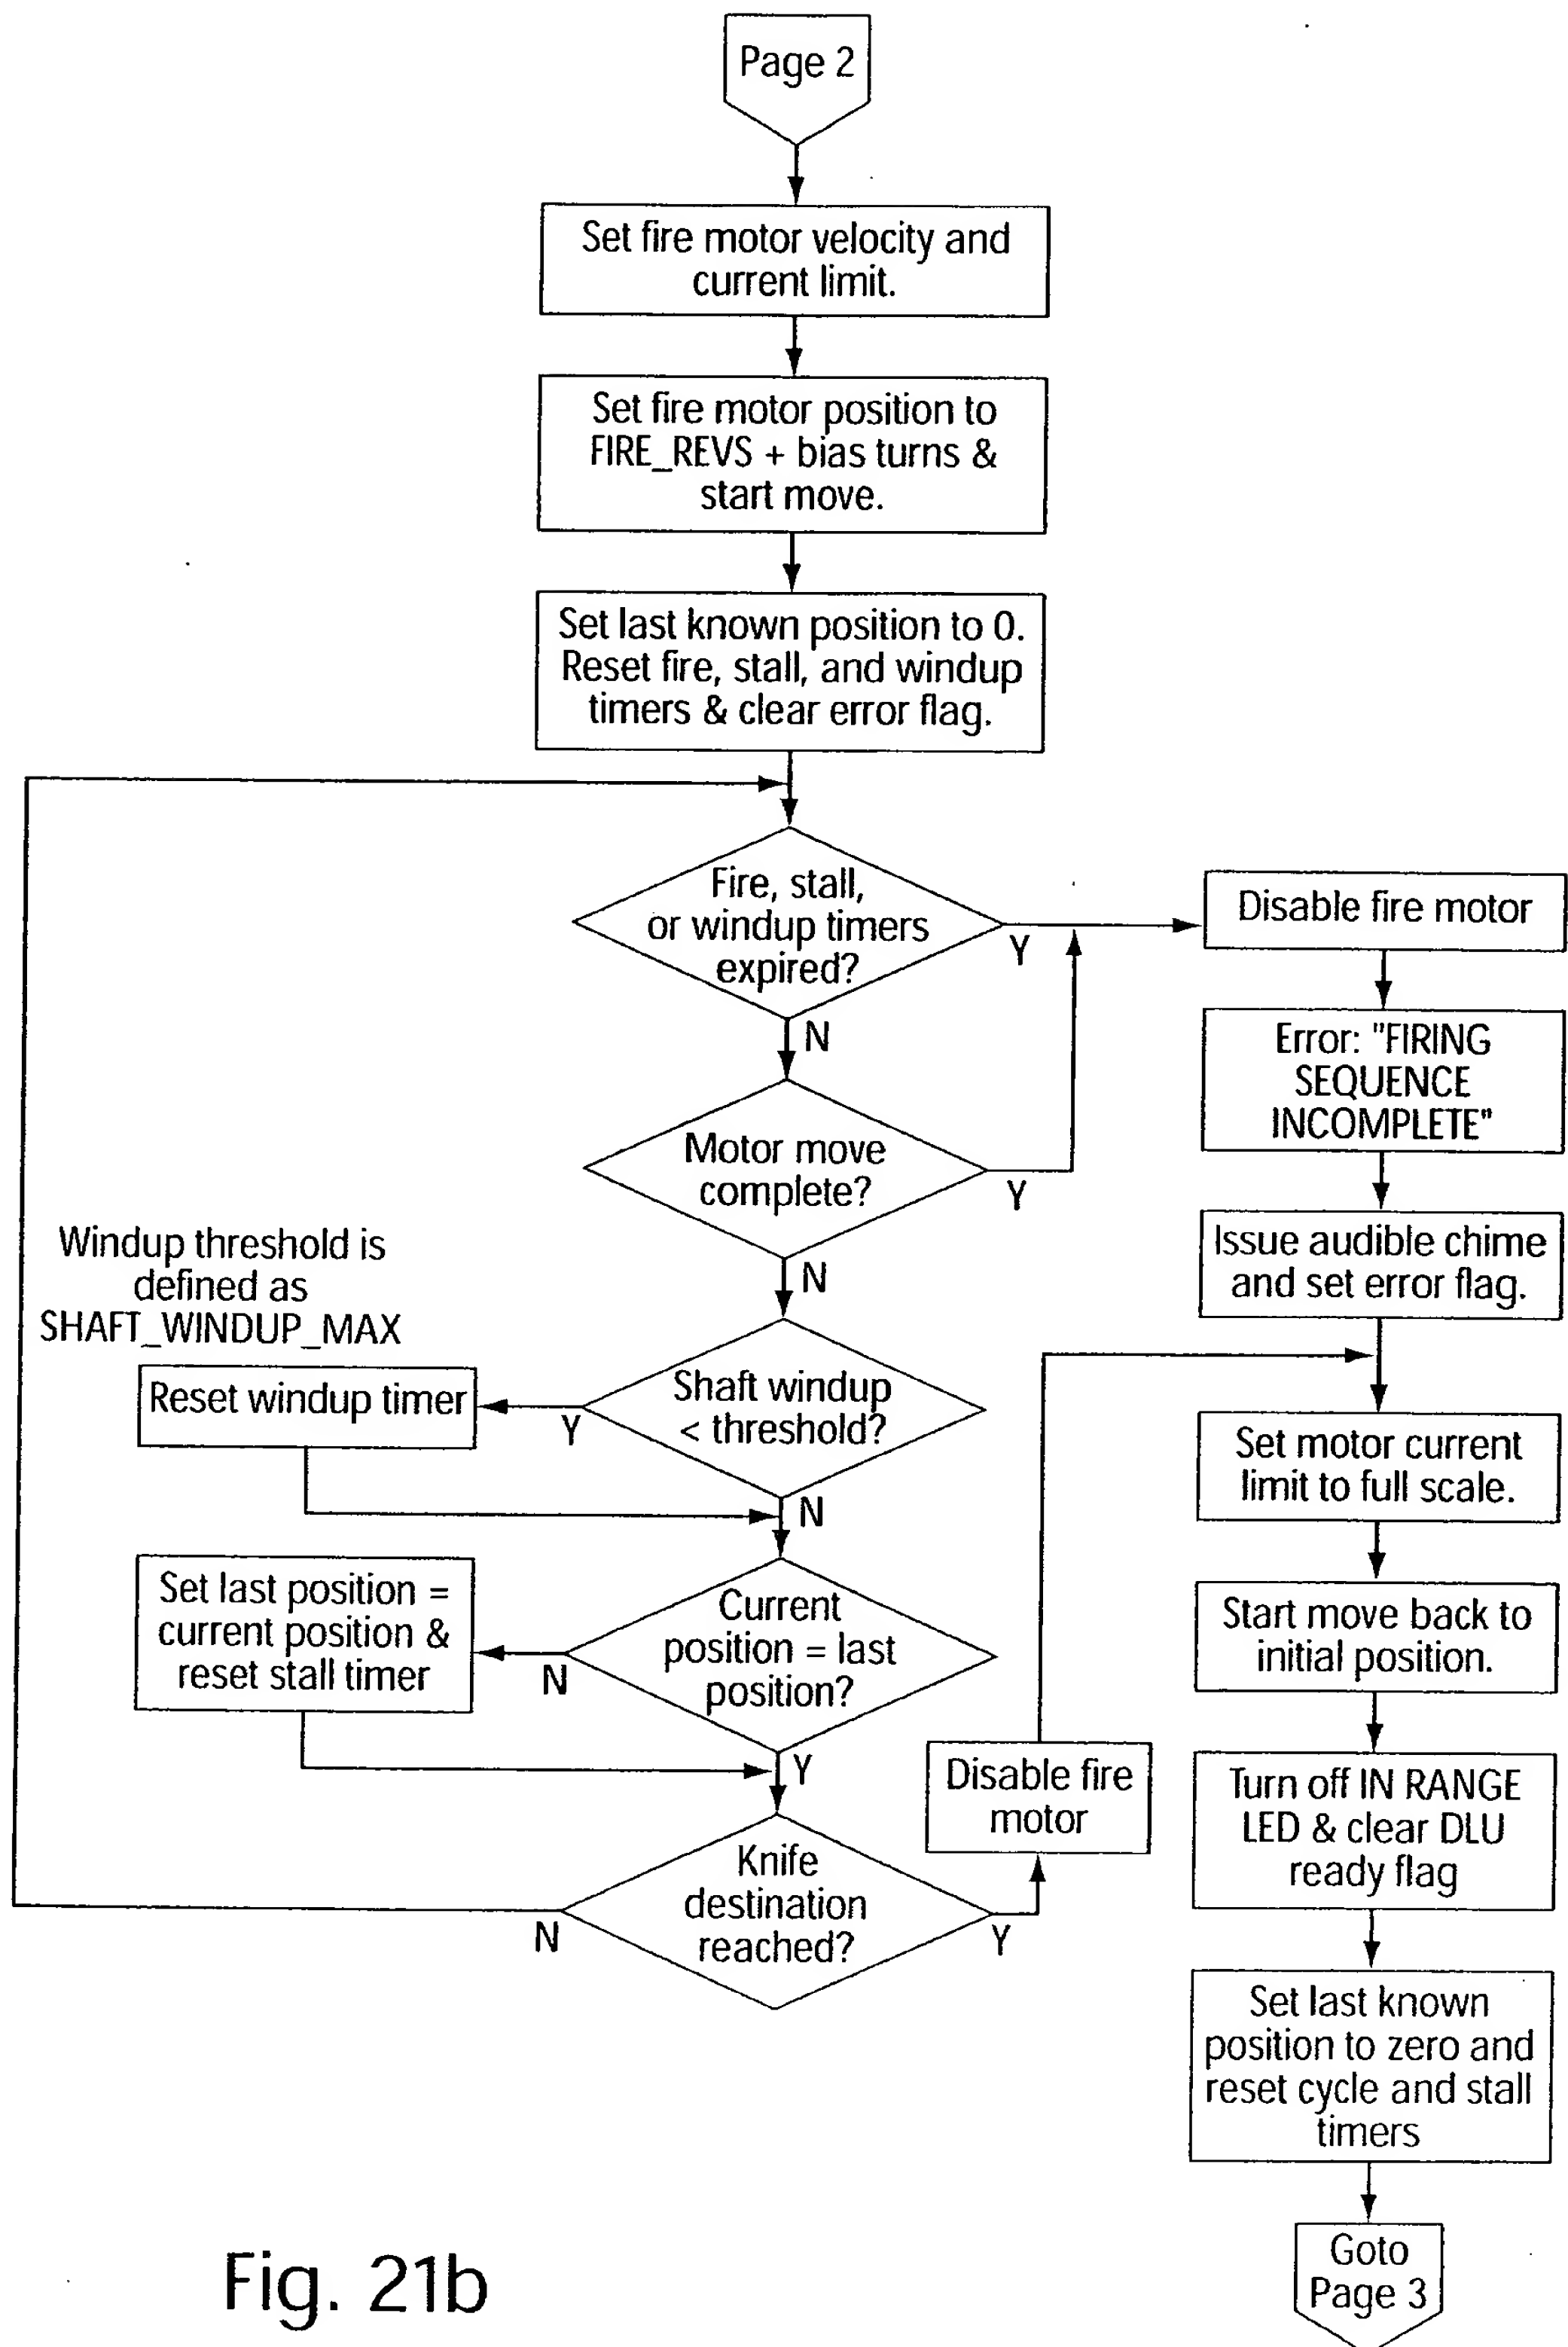 Page 2
Set fire motor velocity and
current limit.
Set fire motor position to
FIRE_REVS + bias turns &
start move.
Set last known position to 0.
Reset fire, stall, and windup
timers & clear error flag.
Fire, stall,
or windup timers
expired?
Y
N
Motor move
complete?
Y
N
Windup threshold is
defined as
SHAFT_WINDUP_MAX
Reset windup timer
Shaft windup
< threshold?
Y
N
Set last position =
current position &
reset stall timer
Current
position = last
position?
N
Y
Knife
destination
reached?
N
Y
Disable fire
motor
Disable fire motor
Error: "FIRING
SEQUENCE
INCOMPLETE"
Issue audible chime
and set error flag.
Set motor current
limit to full scale.
Start move back to
initial position.
Turn off IN RANGE
LED & clear DLU
ready flag
Set last known
position to zero and
reset cycle and stall
timers
Goto
Page 3
Fig. 21b